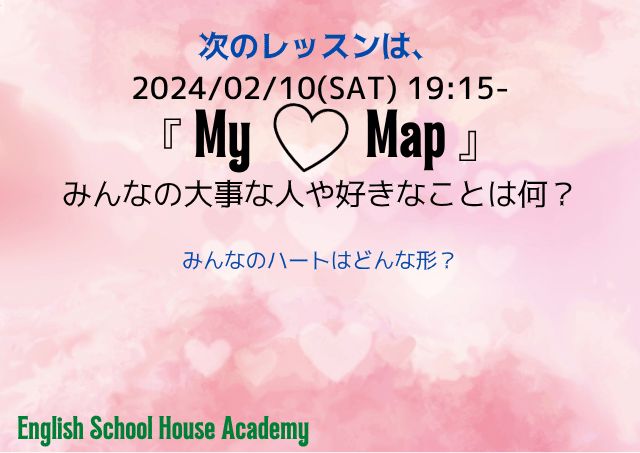 次のレッスンは、
2024/02/10(SAT) 19:15-
『 My ♡ Map 』
みんなの大事な人や好きなことは何？
みんなのハートはどんな形？
English School House Academy